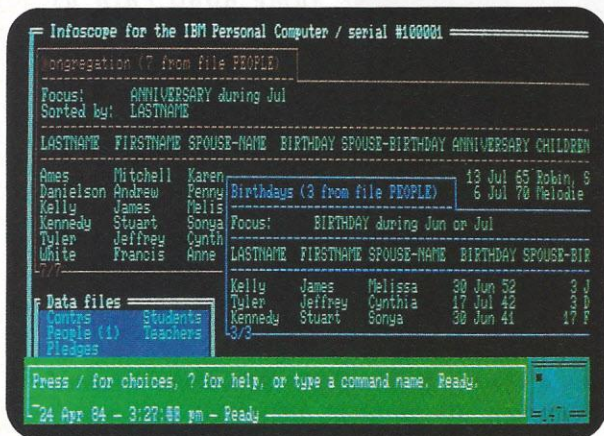 Infoscope for the IBM Personal Computer / serial #100001
Kongregation (7 from file PEOPLE)
Focus: ANNIVERSARY during Jul
Sorted by: LASTNAME
LASTNAME FIRSTNAME SPOUSE-NAME BIRTHDAY SPOUSE-BIRTHDAY ANNIVERSARY CHILDREN
Ames Mitchell Karen 13 Jul 65 Robin, S
Danielson Andrew Penny 6 Jul 70 Melodie
Kelly James Melis
Kennedy Stuart Sonya
Tyler Jeffrey Cynth
White Francis Anne
7/7
Birthdays (3 from file PEOPLE)
Focus: BIRTHDAY during Jun or Jul
LASTNAME FIRSTNAME SPOUSE-NAME BIRTHDAY SPOUSE-BIR
Kelly James Melissa 30 Jun 52 3 J
Tyler Jeffrey Cynthia 17 Jul 42 3 D
Kennedy Stuart Sonya 30 Jun 41 17 F
3/3
Data files
Contrs Students
People (1) Teachers
Pledges
Press / for choices, ? for help, or type a command name. Ready.
24 Apr 84 - 3:27: pm - Ready
147K